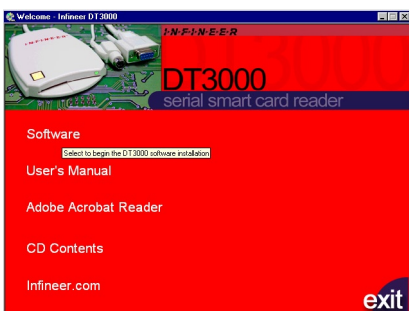 Welcome - Infineer DT3000
I·N·F·I·N·E·E·R
DT3000
serial smart card reader
Software
Select to begin the DT3000 software installation
User's Manual
Adobe Acrobat Reader
CD Contents
Infineer.com
exit